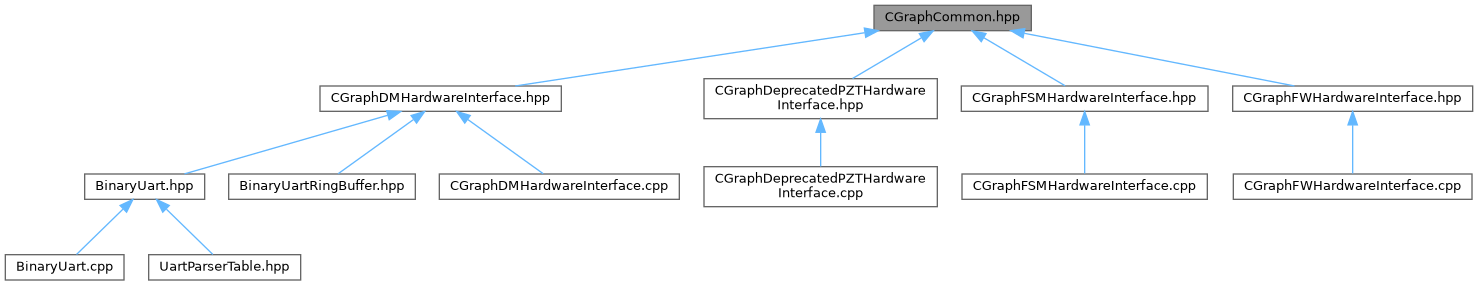 CGraphCommon.hpp
CGraphDMHardwareInterface.hpp
CGraphDeprecatedPZTHardware
Interface.hpp
CGraphFSMHardwareInterface.hpp
CGraphFWHardwareInterface.hpp
BinaryUart.hpp
BinaryUartRingBuffer.hpp
CGraphDMHardwareInterface.cpp
CGraphDeprecatedPZTHardware
Interface.cpp
CGraphFSMHardwareInterface.cpp
CGraphFWHardwareInterface.cpp
BinaryUart.cpp
UartParserTable.hpp